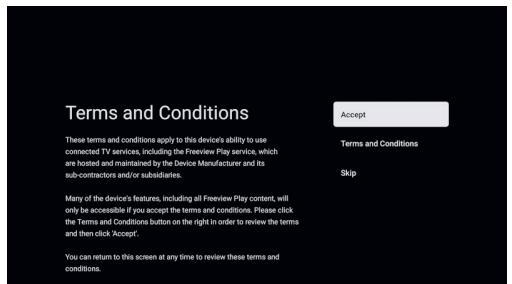 Terms and Conditions
These terms and conditions apply to this device's ability to use
connected TV services, including the Freeview Play service, which
are hosted and maintained by the Device Manufacturer and its
sub-contractors and/or subsidiaries.
Many of the device's features, including all Freeview Play content, will
only be accessible if you accept the terms and conditions. Please click
the Terms and Conditions button on the right in order to review the terms
and then click 'Accept'.
You can return to this screen at any time to review these terms and
conditions.
Accept
Terms and Conditions
Skip